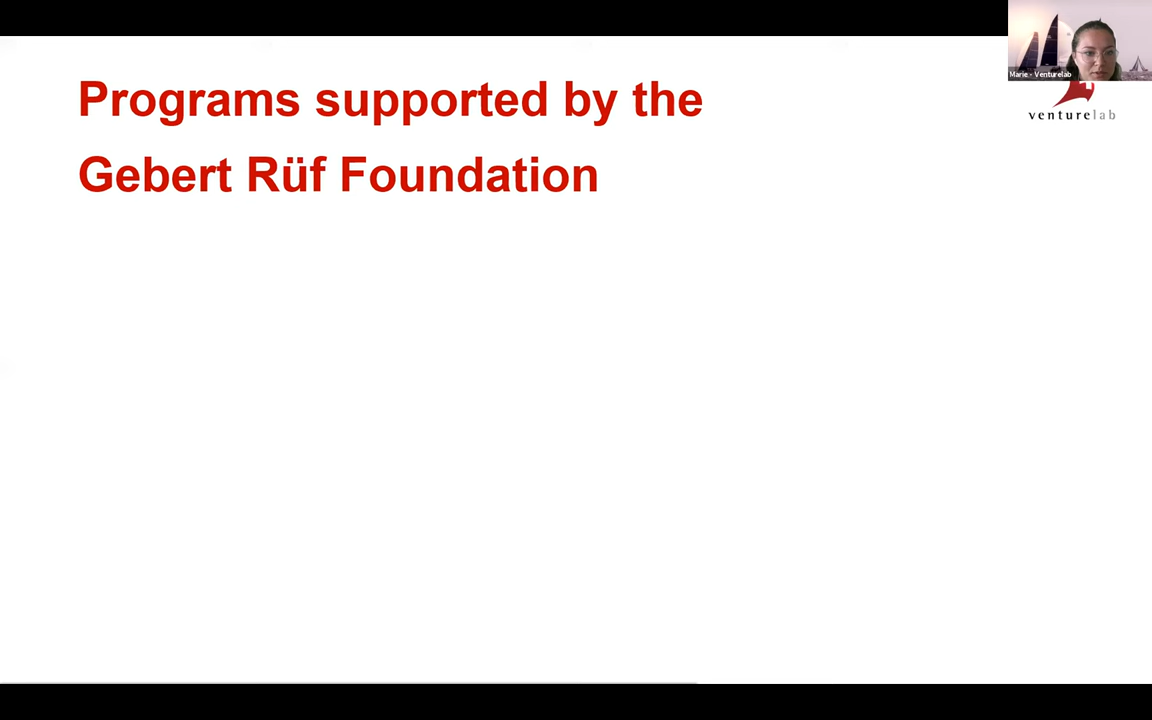 Programs supported by the
Gebert Rüf Foundation
Marie - Venturelab
venturelab